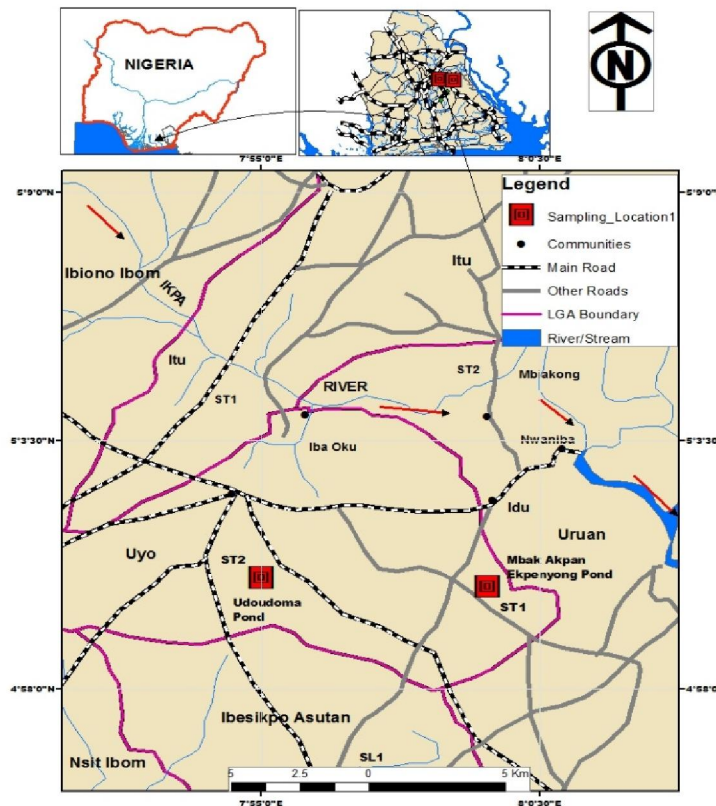 NIGERIA
N
7°55'0"E
8°0'30"E
5°9'0"N
5°9'0"N
Legend
Sampling_Location1
Communities
Main Road
Other Roads
LGA Boundary
River/Stream
Ibiono Ibom
IKPA
Itu
Itu
ST1
ST2
Mbiakong
RIVER
5°3'30"N
5°3'30"N
Iba Oku
Nwaniba
Idu
Uruan
Uyo
ST2
Mbak Akpan
Ekpenyong Pond
Udoudoma
Pond
ST1
4°58'0"N
4°58'0"N
Ibesikpo Asutan
Nsit Ibom
SL1
5 2.5 0 5 Km
7°55'0"E
8°0'30"E